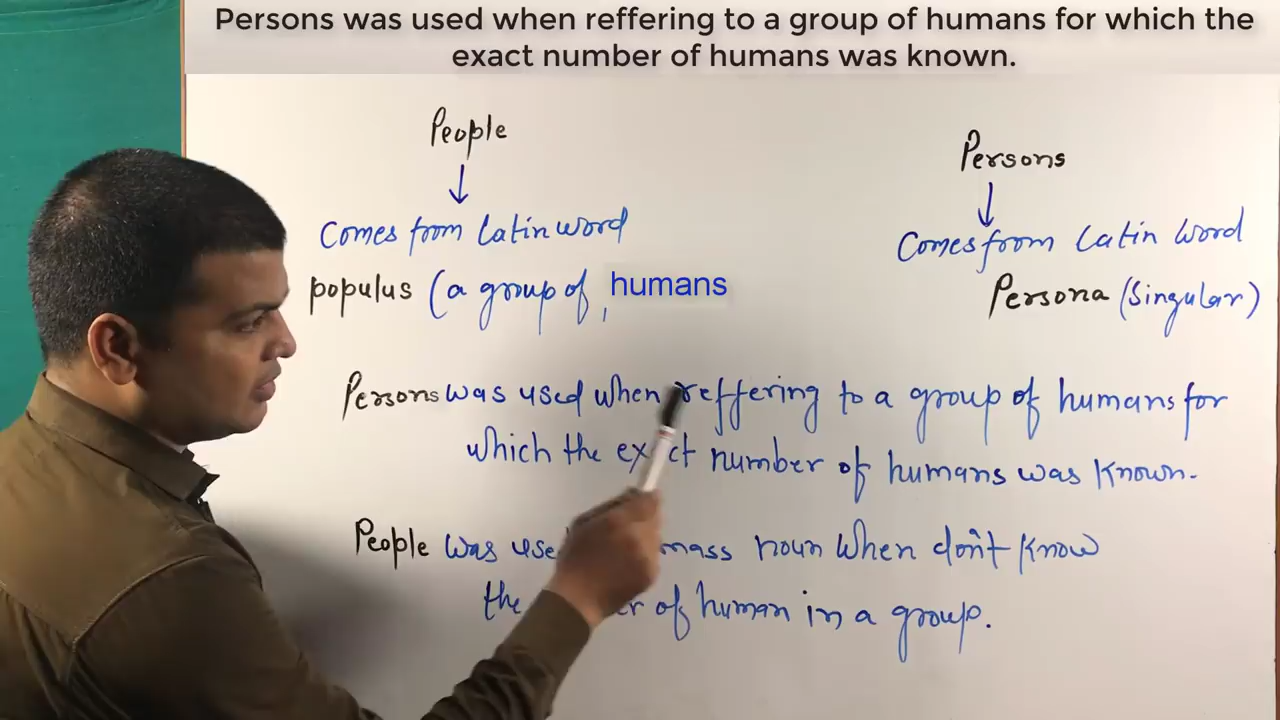 Persons was used when reffering to a group of humans for which the
exact number of humans was known.
People
Persons
Comes from Latin word
Comes from Latin word
populus (a group of humans
Persona (Singular)
Persons was used when reffering to a group of humans for
which the exact number of humans was known.
People was use mass noun when don't know
the of human in a group.